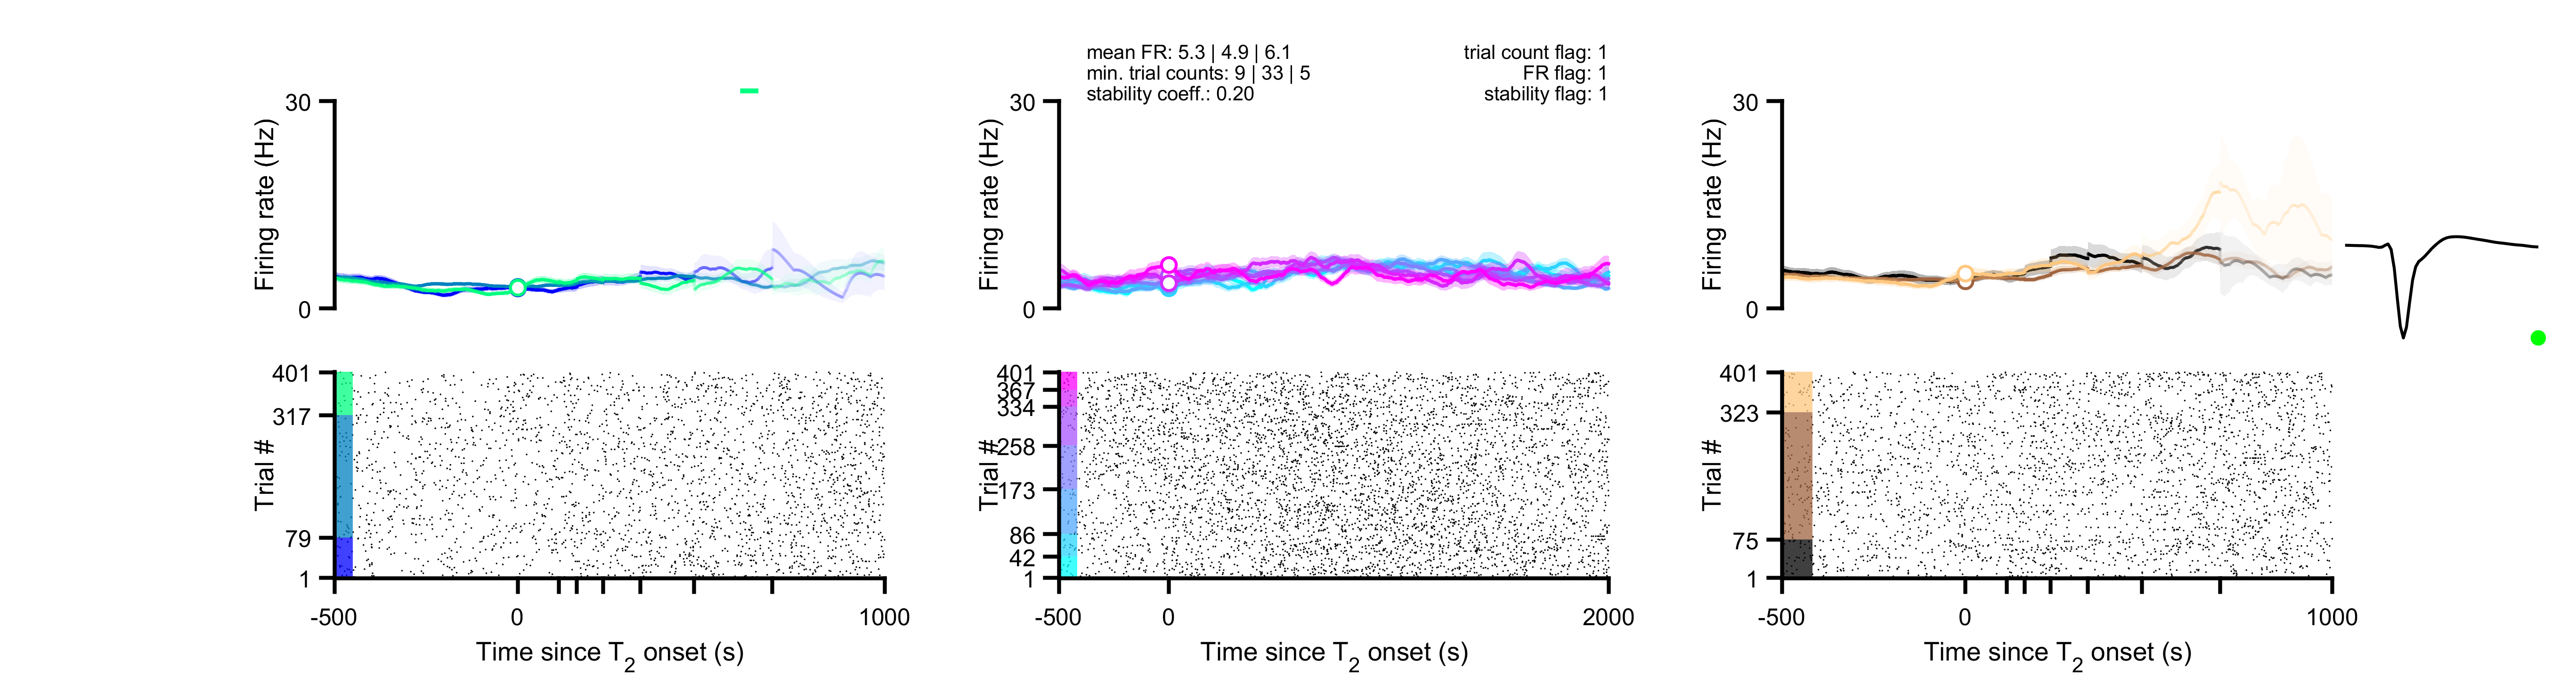 mean FR: 5.3 | 4.9 | 6.1
min. trial counts: 9 | 33 | 5
stability coeff.: 0.20
trial count flag: 1
FR flag: 1
stability flag: 1
30
0
Firing rate (Hz)
30
0
Firing rate (Hz)
30
0
Firing rate (Hz)
401
317
79
1
Trial #
-500
0
1000
Time since T2 onset (s)
401
367
334
258
173
86
42
1
Trial #
-500
0
2000
Time since T2 onset (s)
401
323
75
1
Trial #
-500
0
1000
Time since T2 onset (s)